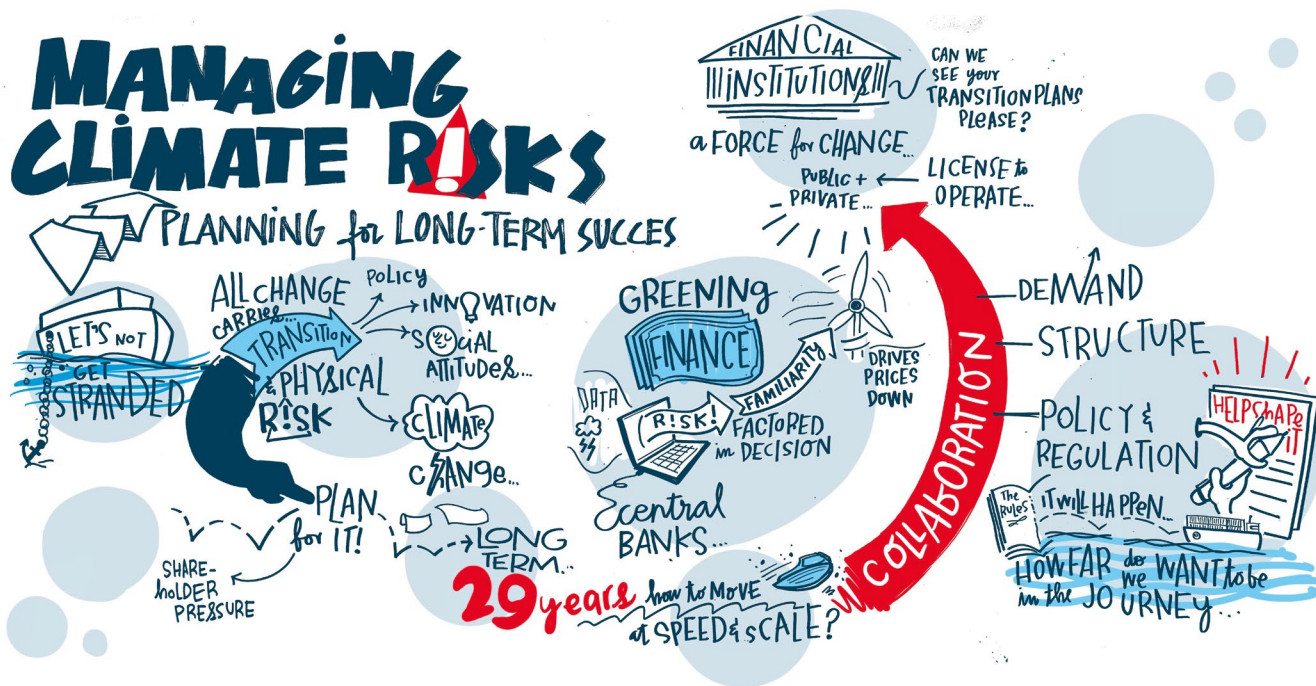 MANAGING
CLIMATE R!SKS
PLANNING for LONG-TERM SUCCES
LET'S NOT
GET
STRANDED
ALL CHANGE
CARRIES...
TRANSITION
& PHYSICAL
RISK
POLICY
INNOVATION
SOCIAL
ATTITUDES...
CLIMATE
CHANGE...
PLAN
for IT!
SHARE-
HOLDER
PRESSURE
LONG
TERM...
29 years
how to MOVE
at SPEED & SCALE?
GREENING
FINANCE
DATA
RISK!
FAMILIARITY
FACTORED
in DECISION
DRIVES
PRICES
DOWN
central
BANKS...
FINANCIAL
INSTITUTIONS
CAN WE
SEE your
TRANSITION PLANS
PLEASE?
a FORCE for CHANGE...
PUBLIC +
PRIVATE...
LICENSE to
OPERATE...
COLLABORATION
DEMAND
STRUCTURE
POLICY &
REGULATION
HELP SHAPE
IT
The
RULES
IT WILL HAPPEN...
HOW FAR do we WANT to be
in the JOURNEY...